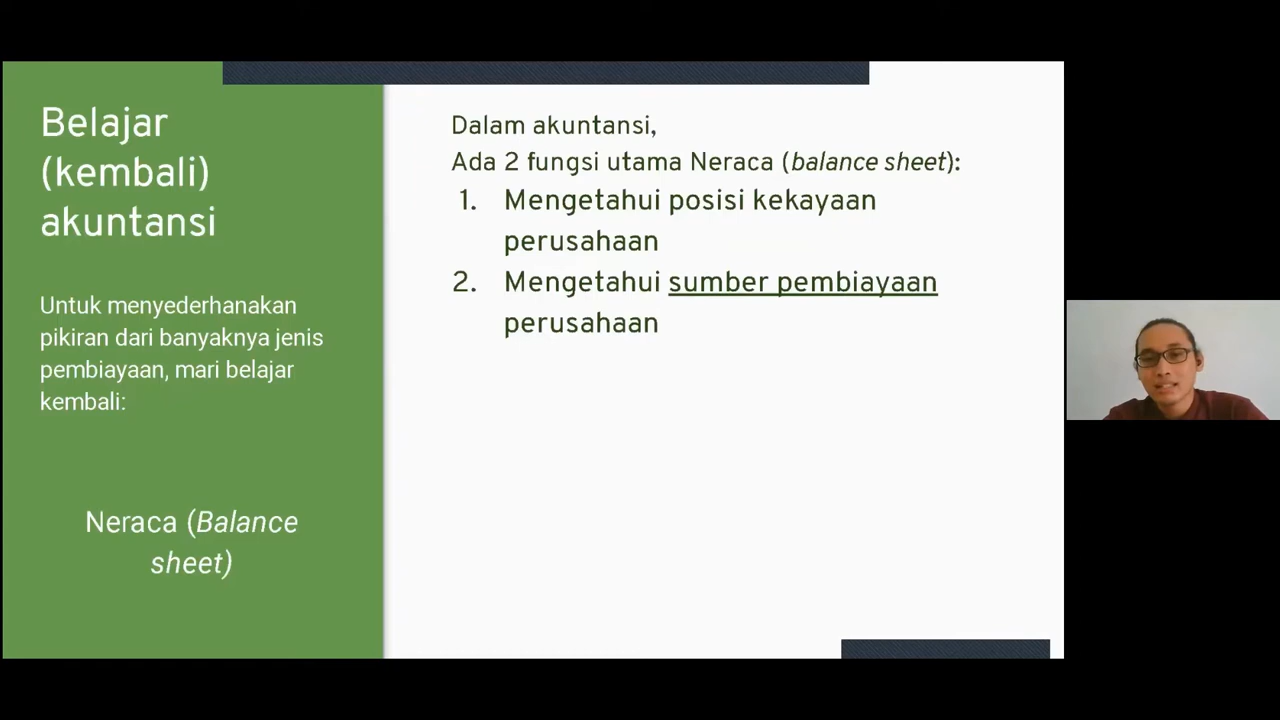 Belajar
(kembali)
akuntansi
Untuk menyederhanakan
pikiran dari banyaknya jenis
pembiayaan, mari belajar
kembali:
Neraca (Balance
sheet)
Dalam akuntansi,
Ada 2 fungsi utama Neraca (balance sheet):
1. Mengetahui posisi kekayaan
perusahaan
2. Mengetahui sumber pembiayaan
perusahaan